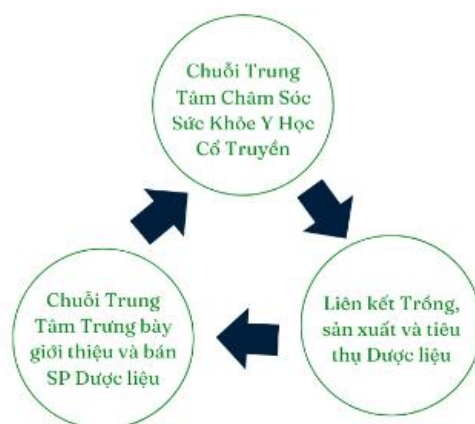 Chuỗi Trung
Tâm Chăm Sóc
Sức Khỏe Y Học
Cổ Truyền
Liên kết Trồng,
sản xuất và tiêu
thụ Dược liệu
Chuỗi Trung
Tâm Trưng bày
giới thiệu và bán
SP Dược liệu